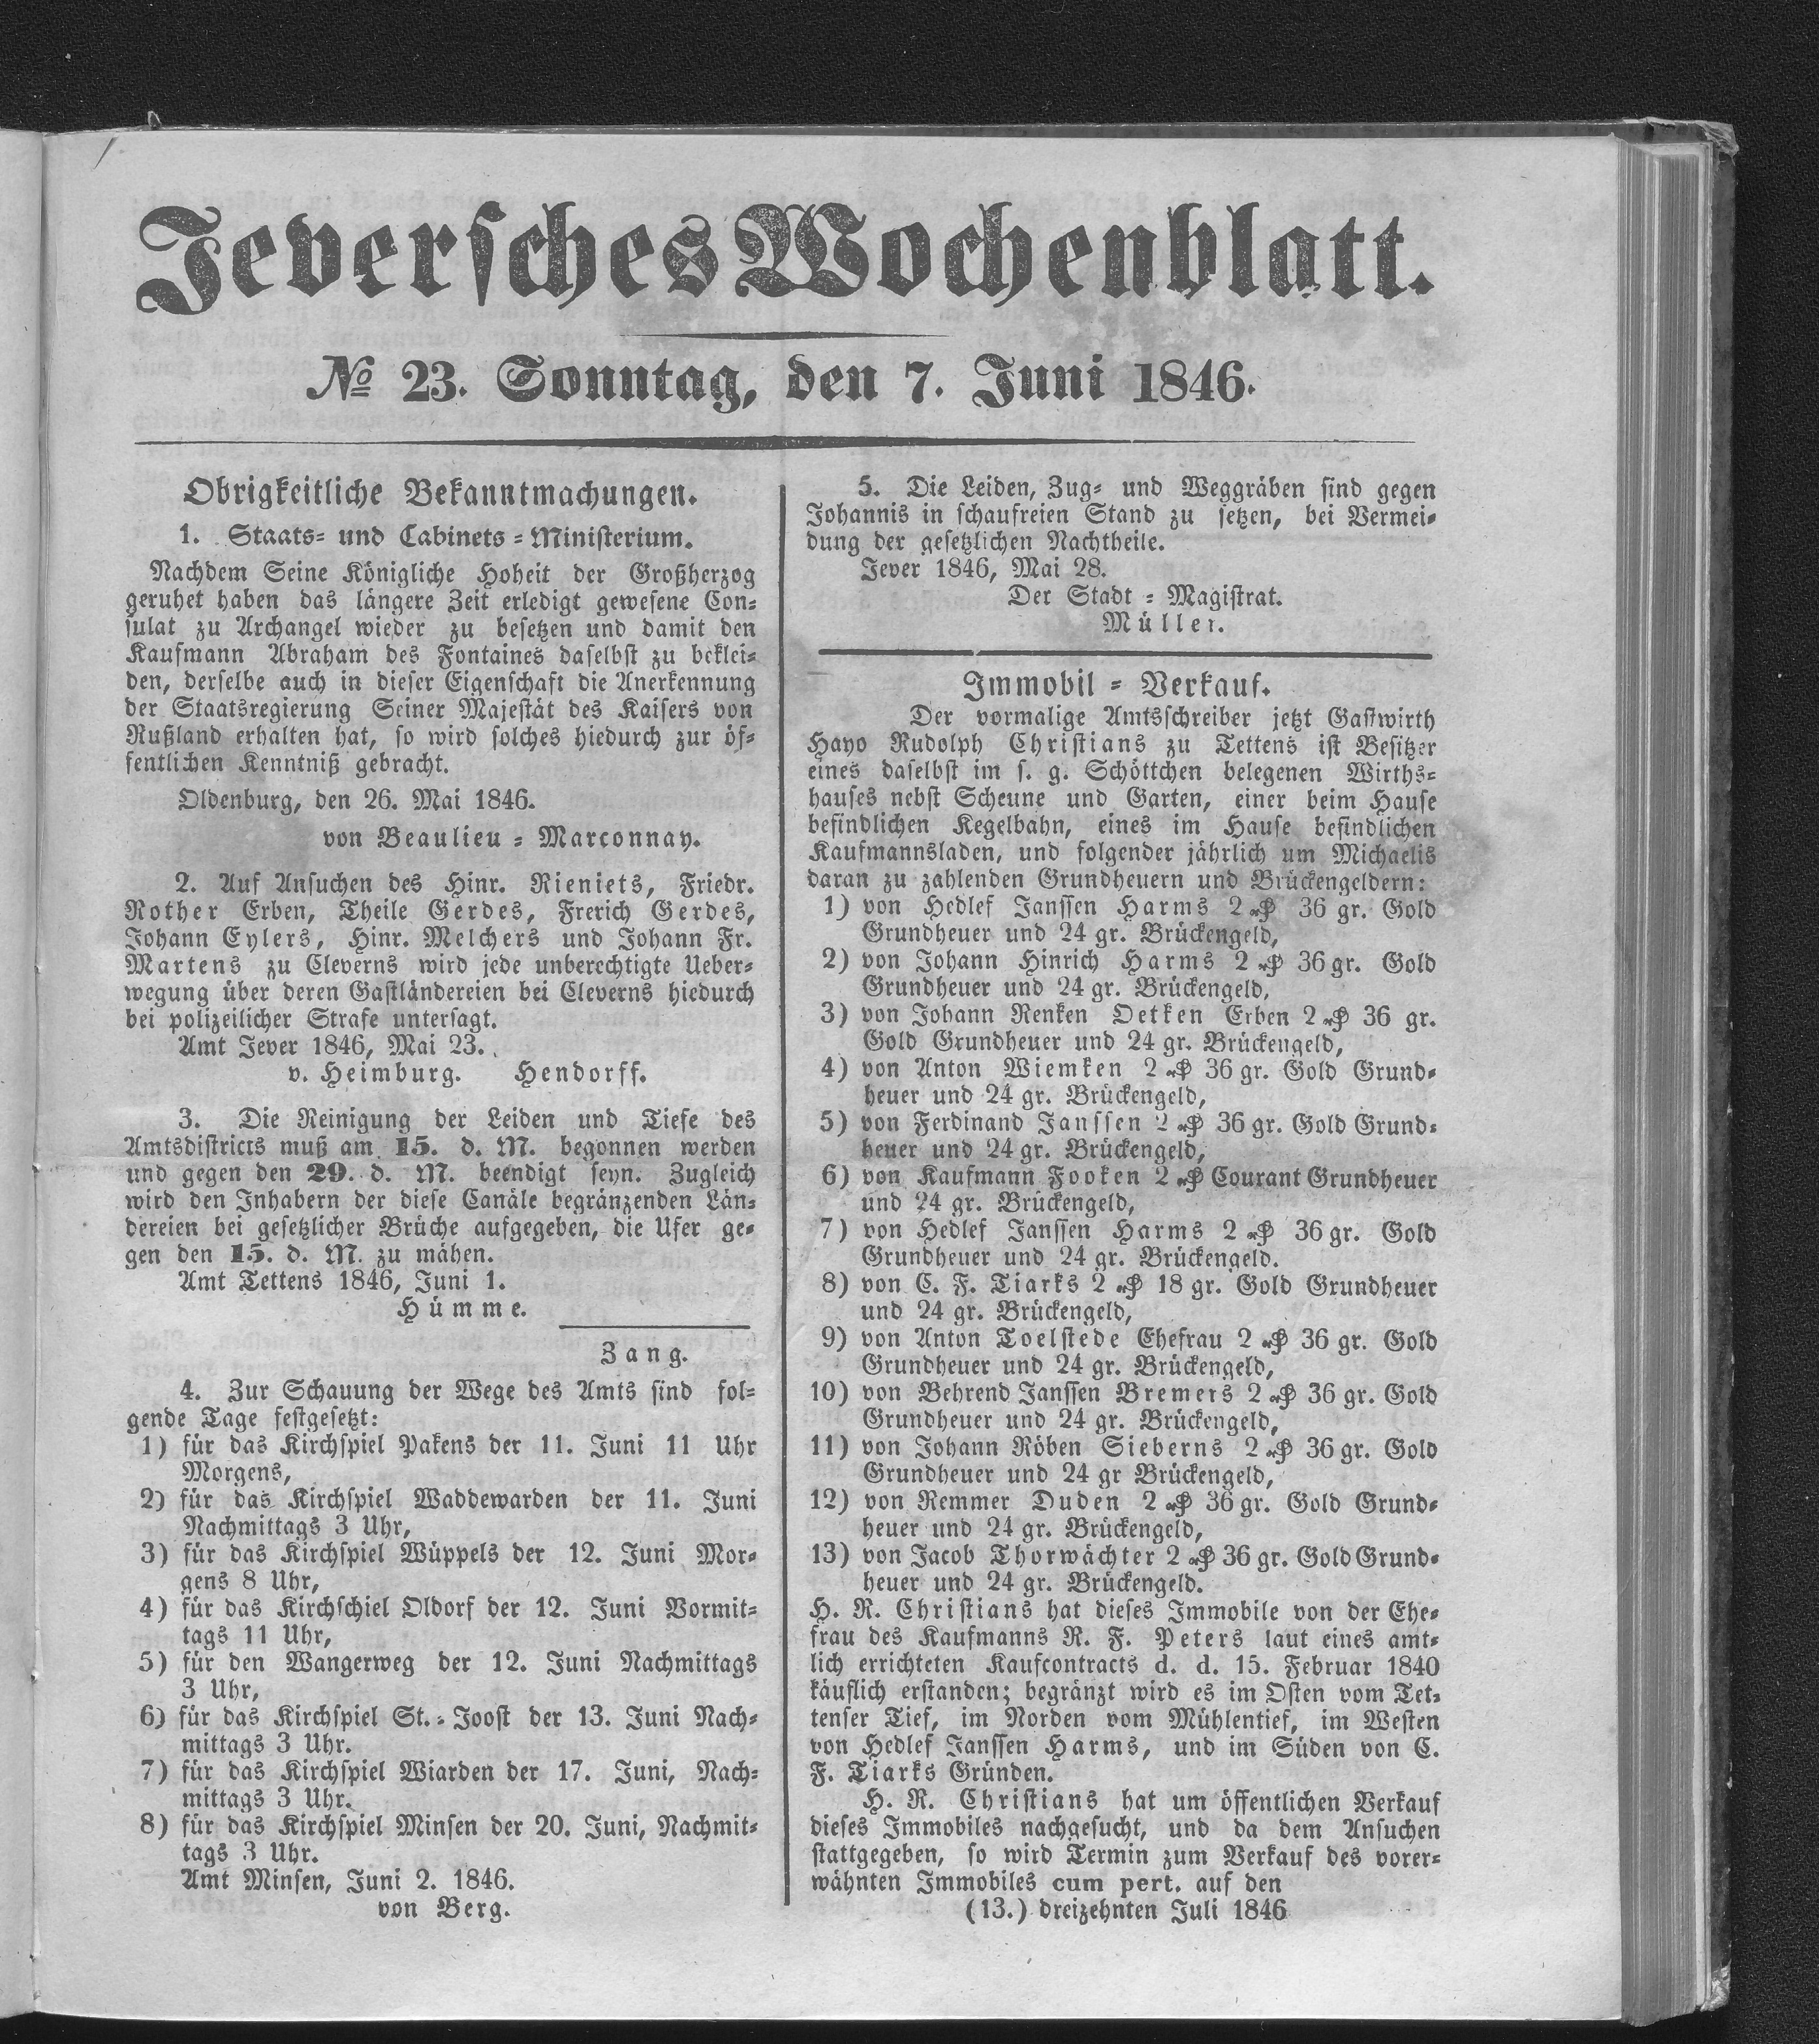 Jeversches Wochenblatt.
No 23. Sonntag, den 7. Juni 1846.
Obrigkeitliche Bekanntmachungen.
1. Staats- und Cabinets-Ministerium.
Nachdem Seine Königliche Hoheit der Großherzog
geruhet haben das längere Zeit erledigt gewesene Con-
sulat zu Archangel wieder zu besetzen und damit den
Kaufmann Abraham des Fontaines daselbst zu beklei-
den, derselbe auch in dieser Eigenschaft die Anerkennung
der Staatsregierung Seiner Majestät des Kaisers von
Rußland erhalten hat, so wird solches hiedurch zur öf-
fentlichen Kenntniß gebracht.
Oldenburg, den 26. Mai 1846.
von Beaulieu-Marconnay.
2. Auf Ansuchen des Hinr. Rieniets, Friedr.
Rother Erben, Theile Gerdes, Frerich Gerdes,
Johann Eylers, Hinr. Melchers und Johann Fr.
Martens zu Cleverns wird jede unberechtigte Ueber-
wegung über deren Gastländereien bei Cleverns hiedurch
bei polizeilicher Strafe untersagt.
Amt Jever 1846, Mai 23.
v. Heimburg. Hendorff.
3. Die Reinigung der Leiden und Tiefe des
Amtsdistricts muß am 15. d. M. begonnen werden
und gegen den 29. d. M. beendigt seyn. Zugleich
wird den Inhabern der diese Canäle begränzenden Län-
dereien bei gesetzlicher Brüche aufgegeben, die Ufer ge-
gen den 15. d. M. zu mähen.
Amt Tettens 1846, Juni 1.
Hümme.
Zang.
4. Zur Schauung der Wege des Amts sind fol-
gende Tage festgesetzt:
1) für das Kirchspiel Pakens der 11. Juni 11 Uhr
Morgens,
2) für das Kirchspiel Waddewarden der 11. Juni
Nachmittags 3 Uhr,
3) für das Kirchspiel Wüppels der 12. Juni Mor-
gens 8 Uhr,
4) für das Kirchschiel Oldorf der 12. Juni Vormit-
tags 11 Uhr,
5) für den Wangerweg der 12. Juni Nachmittags
3 Uhr,
6) für das Kirchspiel St.-Joost der 13. Juni Nach-
mittags 3 Uhr.
7) für das Kirchspiel Wiarden der 17. Juni, Nach-
mittags 3 Uhr.
8) für das Kirchspiel Minsen der 20. Juni, Nachmit-
tags 3 Uhr.
Amt Minsen, Juni 2. 1846.
von Berg.
5. Die Leiden, Zug- und Weggräben sind gegen
Johannis in schaufreien Stand zu setzen, bei Vermei-
dung der gesetzlichen Nachtheile.
Jever 1846, Mai 28.
Der Stadt-Magistrat.
Müller.
Immobil-Verkauf.
Der vormalige Amtsschreiber jetzt Gastwirth
Hayo Rudolph Christians zu Tettens ist Besitzer
eines daselbst im s. g. Schöttchen belegenen Wirths-
hauses nebst Scheune und Garten, einer beim Hause
befindlichen Kegelbahn, eines im Hause befindlichen
Kaufmannsladen, und folgender jährlich um Michaelis
daran zu zahlenden Grundheuern und Brückengeldern:
1) von Hedlef Janssen Harms 2 ₰ 36 gr. Gold
Grundheuer und 24 gr. Brückengeld,
2) von Johann Hinrich Harms 2 ₰ 36 gr. Gold
Grundheuer und 24 gr. Brückengeld,
3) von Johann Renken Oetken Erben 2 ₰ 36 gr.
Gold Grundheuer und 24 gr. Brückengeld,
4) von Anton Wiemken 2 ₰ 36 gr. Gold Grund-
heuer und 24 gr. Brückengeld,
5) von Ferdinand Janssen 2 ₰ 36 gr. Gold Grund-
heuer und 24 gr. Brückengeld,
6) von Kaufmann Fooken 2 ₰ Courant Grundheuer
und 24 gr. Brückengeld,
7) von Hedlef Janssen Harms 2 ₰ 36 gr. Gold
Grundheuer und 24 gr. Brückengeld.
8) von C. F. Tiarks 2 ₰ 18 gr. Gold Grundheuer
und 24 gr. Brückengeld,
9) von Anton Toelstede Ehefrau 2 ₰ 36 gr. Gold
Grundheuer und 24 gr. Brückengeld,
10) von Behrend Janssen Bremers 2 ₰ 36 gr. Gold
Grundheuer und 24 gr. Brückengeld,
11) von Johann Röben Sieberns 2 ₰ 36 gr. Gold
Grundheuer und 24 gr Brückengeld,
12) von Remmer Duden 2 ₰ 36 gr. Gold Grund-
heuer und 24 gr. Brückengeld,
13) von Jacob Thorwächter 2 ₰ 36 gr. Gold Grund-
heuer und 24 gr. Brückengeld.
H. R. Christians hat dieses Immobile von der Ehe-
frau des Kaufmanns R. F. Peters laut eines amt-
lich errichteten Kaufcontracts d. d. 15. Februar 1840
käuflich erstanden; begränzt wird es im Osten vom Tet-
tenser Tief, im Norden vom Mühlentief, im Westen
von Hedlef Janssen Harms, und im Süden von C.
F. Tiarks Gründen.
H. R. Christians hat um öffentlichen Verkauf
dieses Immobiles nachgesucht, und da dem Ansuchen
stattgegeben, so wird Termin zum Verkauf des vorer-
wähnten Immobiles cum pert. auf den
(13.) dreizehnten Juli 1846